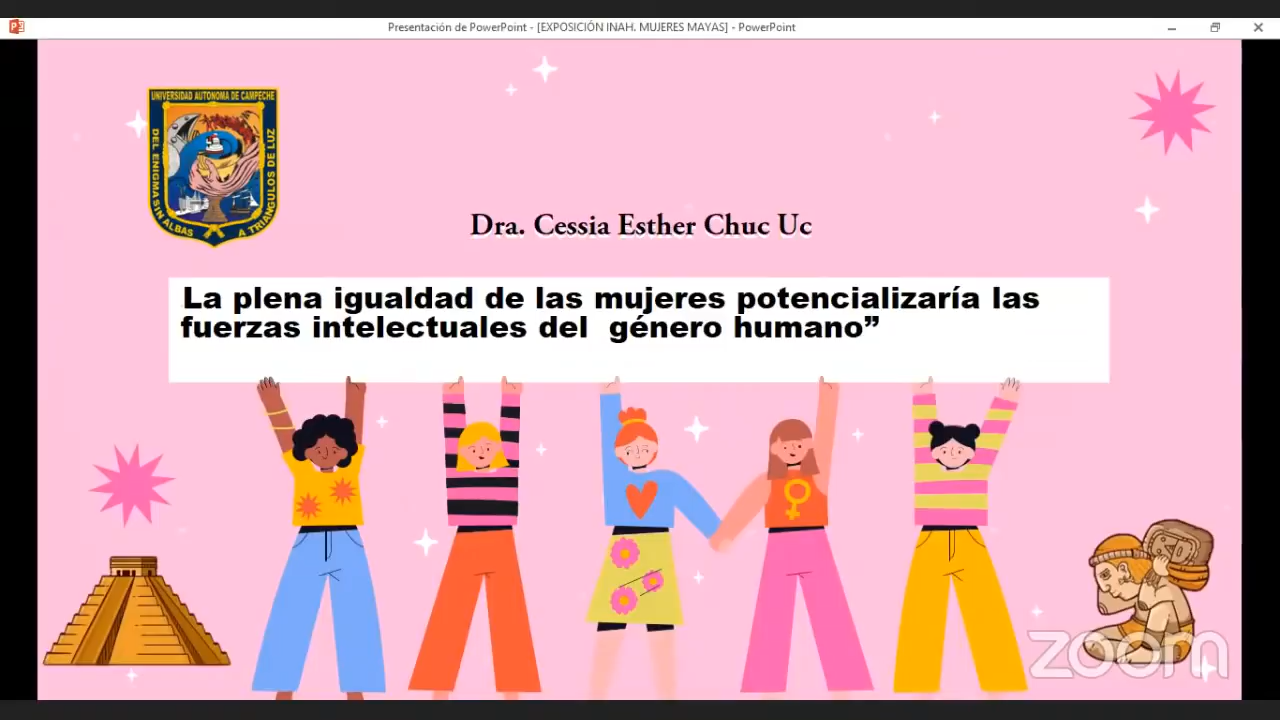 Presentación de PowerPoint - [EXPOSICIÓN INAH. MUJERES MAYAS] - PowerPoint
UNIVERSIDAD AUTONOMA DE CAMPECHE
DEL ENIGMA SIN ALBAS
A TRIANGULOS DE LUZ
Dra. Cessia Esther Chuc Uc
La plena igualdad de las mujeres potencializaría las
fuerzas intelectuales del género humano”
zoom